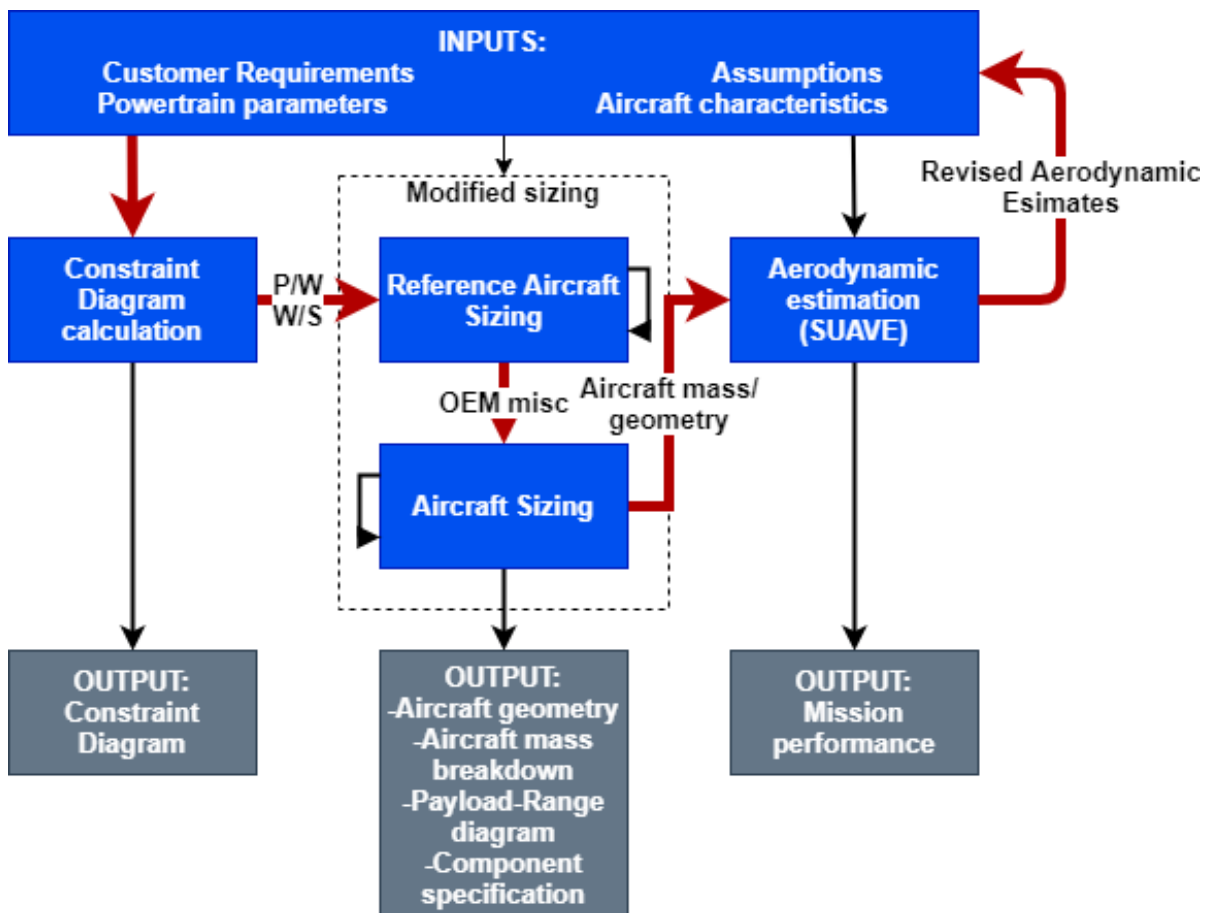 INPUTS:
Customer Requirements
Assumptions
Powertrain parameters
Aircraft characteristics
Revised Aerodynamic
Esimates
Modified sizing
Constraint
Diagram
calculation
P/W
W/S
Reference Aircraft
Sizing
Aerodynamic
estimation
(SUAVE)
OEM misc
Aircraft mass/
geometry
Aircraft Sizing
OUTPUT:
Constraint
Diagram
OUTPUT:
-Aircraft geometry
-Aircraft mass
breakdown
-Payload-Range
diagram
-Component
specification
OUTPUT:
Mission
performance